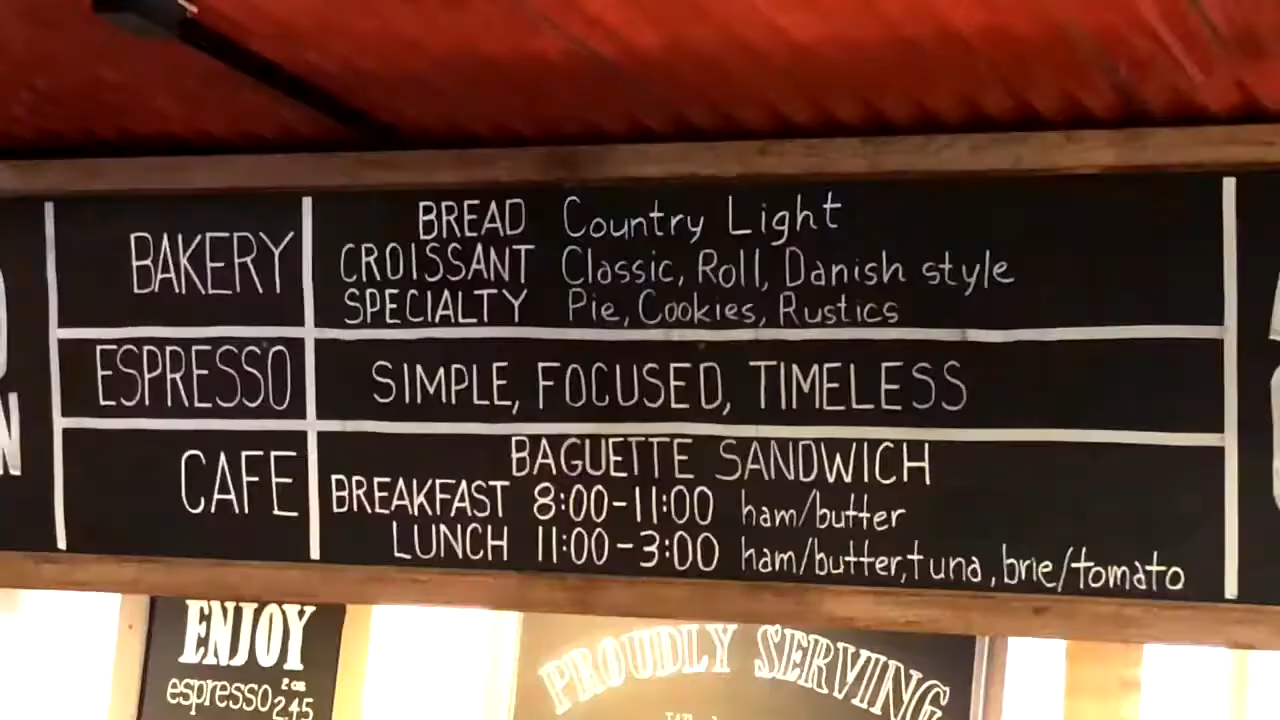 BAKERY
BREAD Country Light
CROISSANT Classic, Roll, Danish style
SPECIALTY Pie, Cookies, Rustics
ESPRESSO SIMPLE, FOCUSED, TIMELESS
CAFE
BAGUETTE SANDWICH
BREAKFAST 8:00-11:00 ham/butter
LUNCH 11:00-3:00 ham/butter, tuna, brie/tomato
ENJOY
espresso 2 oz 2.45
PROUDLY SERVING